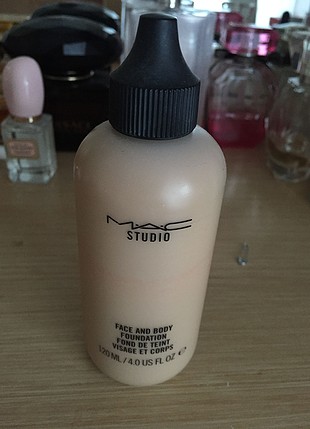 M·A·C
STUDIO
FACE AND BODY
FOUNDATION
FOND DE TEINT
VISAGE ET CORPS
120 ML / 4.0 US FL OZ e